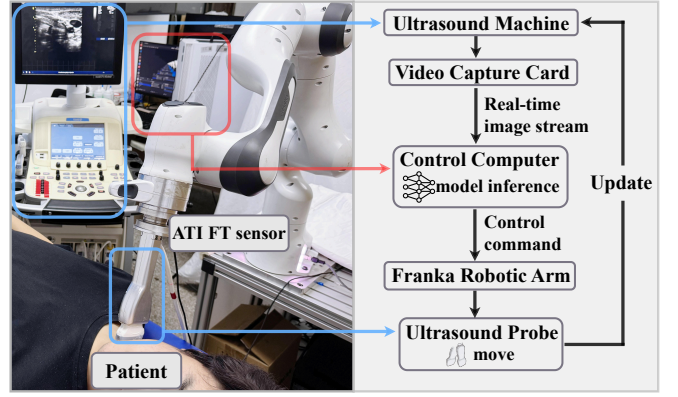 Ultrasound Machine
Video Capture Card
Real-time
image stream
Control Computer
model inference
Update
ATI FT sensor
Control
command
Franka Robotic Arm
Ultrasound Probe
move
Patient